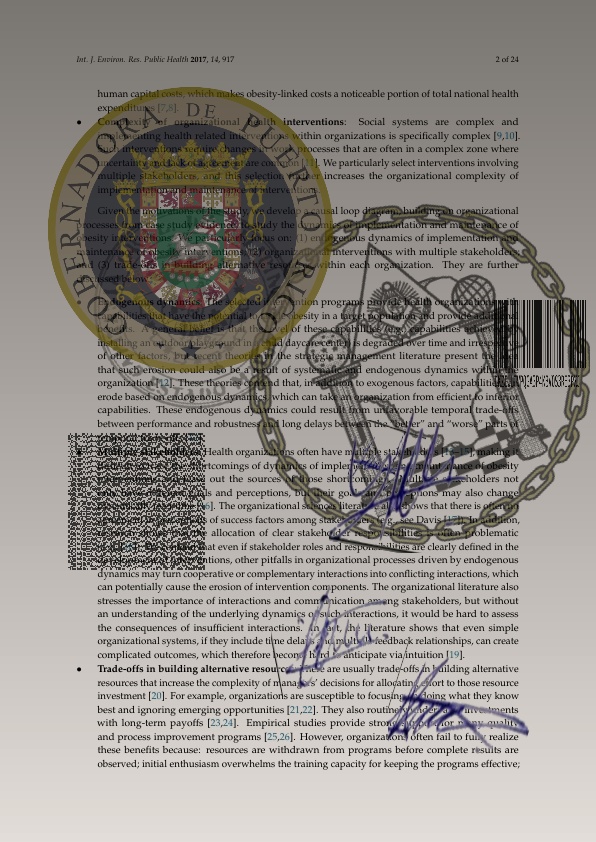 Int. J. Environ. Res. Public Health 2017, 14, 917
2 of 24
human capital costs, which makes obesity-linked costs a noticeable portion of total national health
expenditures [7,8].
• Complexity of organizational health interventions: Social systems are complex and
implementing health related interventions within organizations is specifically complex [9,10].
Such interventions require changes in work processes that are often in a complex zone where
uncertainty and lack of agreement are common [11]. We particularly select interventions involving
multiple stakeholders, and this selection further increases the organizational complexity of
implementation and maintenance of interventions.
Given the motivations of the study, we develop a causal loop diagram building on organizational
processes from case study evidence to study the dynamics of implementation and maintenance of
obesity interventions. We particularly focus on: (1) endogenous dynamics of implementation and
maintenance of obesity interventions; (2) organizational interventions with multiple stakeholders;
and (3) trade-offs in building alternative resources within each organization. They are further
discussed below:
• Endogenous dynamics: The selected intervention programs provide health organizations with
capabilities that have the potential to reduce obesity in a target population and provide additional
benefits. A general belief is that the level of these capabilities (e.g., capabilities achieved by
installing an outdoor playground in a child daycare center) is degraded over time and irrespective
of other factors, but recent theories in the strategic management literature present the idea
that such erosion could also be a result of systematic and endogenous dynamics within the
organization [12]. These theories contend that, in addition to exogenous factors, capabilities
erode based on endogenous dynamics, which can take an organization from efficient to inferior
capabilities. These endogenous dynamics could result from unfavorable temporal trade-offs
between performance and robustness and long delays between the "better" and "worse" parts of
Health organizations often have multiple stakeholders [13–15], making it
shortcomings of dynamics of implementation and maintenance of obesity
out the sources of those shortcomings. Multiple stakeholders not
goals and perceptions, but their goals and perceptions may also change
[16]. The organizational sciences literature also shows that there is often no
of success factors among stakeholders (e.g., see Davis [17]). In addition,
the allocation of clear stakeholder responsibilities is often problematic
that even if stakeholder roles and responsibilities are clearly defined in the
interventions, other pitfalls in organizational processes driven by endogenous
dynamics may turn cooperative or complementary interactions into conflicting interactions, which
can potentially cause the erosion of intervention components. The organizational literature also
stresses the importance of interactions and communication among stakeholders, but without
an understanding of the underlying dynamics of such interactions, it would be hard to assess
the consequences of insufficient interactions. In fact, the literature shows that even simple
organizational systems, if they include time delays and multiple feedback relationships, can create
complicated outcomes, which therefore become hard to anticipate via intuition [19].
• Trade-offs in building alternative resources: There are usually trade-offs in building alternative
resources that increase the complexity of managers' decisions for allocating effort to those resource
investment [20]. For example, organizations are susceptible to focusing on doing what they know
best and ignoring emerging opportunities [21,22]. They also routinely under- investments
with long-term payoffs [23,24]. Empirical studies provide strong support for many quality
and process improvement programs [25,26]. However, organizations often fail to fully realize
these benefits because: resources are withdrawn from programs before complete results are
observed; initial enthusiasm overwhelms the training capacity for keeping the programs effective;